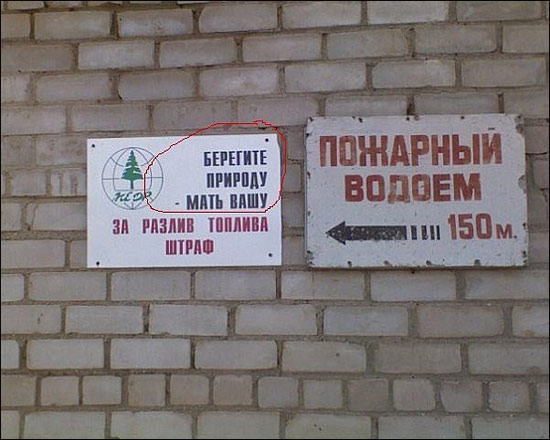 БЕРЕГИТЕ
ПРИРОДУ
- МАТЬ ВАШУ
ЗА РАЗЛИВ ТОПЛИВА
ШТРАФ
ПОЖАРНЫЙ
ВОДОЕМ
150 м.